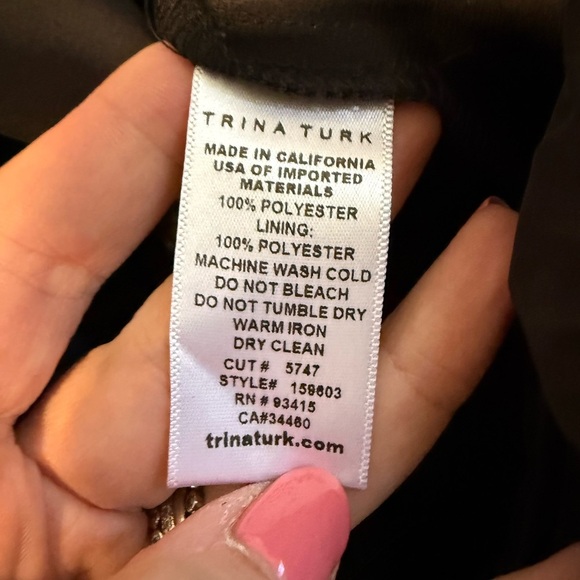 TRINA TURK
MADE IN CALIFORNIA
USA OF IMPORTED
MATERIALS
100% POLYESTER
LINING:
100% POLYESTER
MACHINE WASH COLD
DO NOT BLEACH
DO NOT TUMBLE DRY
WARM IRON
DRY CLEAN
CUT # 5747
STYLE# 159603
RN # 93415
CA#34460
trinaturk.com